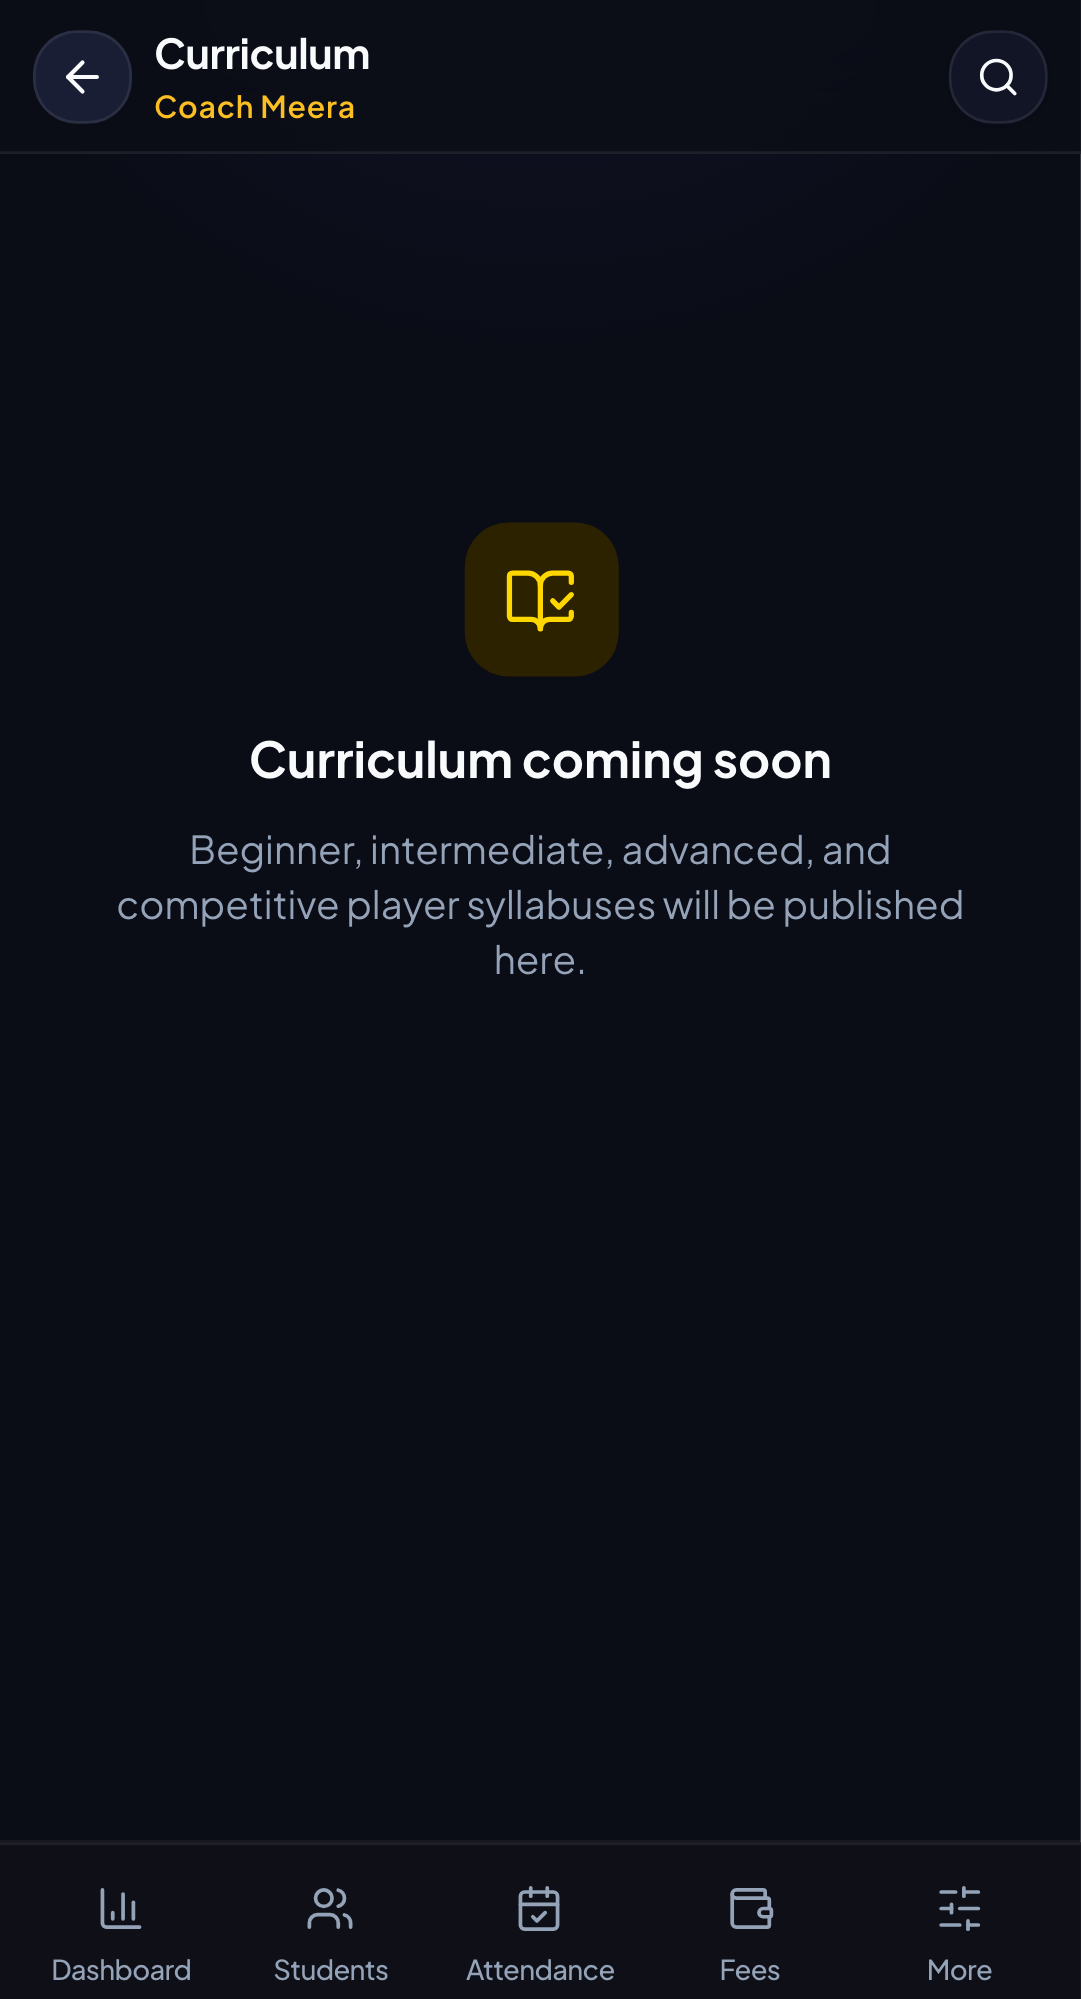 Curriculum
Coach Meera
Curriculum coming soon
Beginner, intermediate, advanced, and
competitive player syllabuses will be published
here.
Dashboard
Students
Attendance
Fees
More